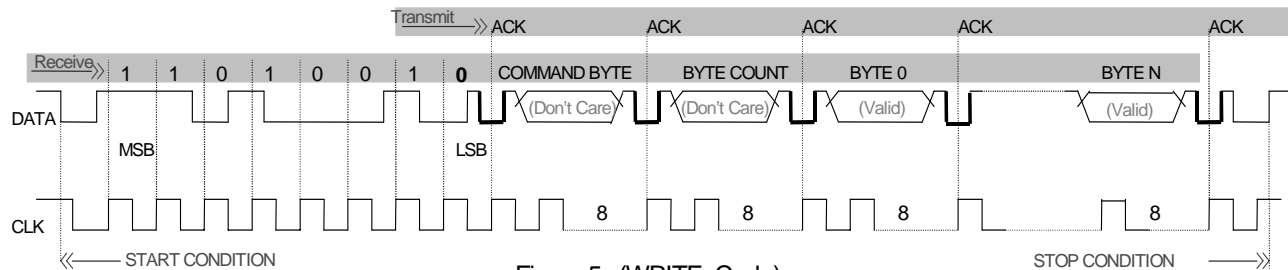 Transmit ACK ACK ACK ACK ACK
Receive 1 1 0 1 0 0 1 0 COMMAND BYTE BYTE COUNT BYTE 0 BYTE N
DATA (Don't Care) (Don't Care) (Valid) (Valid)
MSB LSB
CLK 8 8 8 8
START CONDITION STOP CONDITION